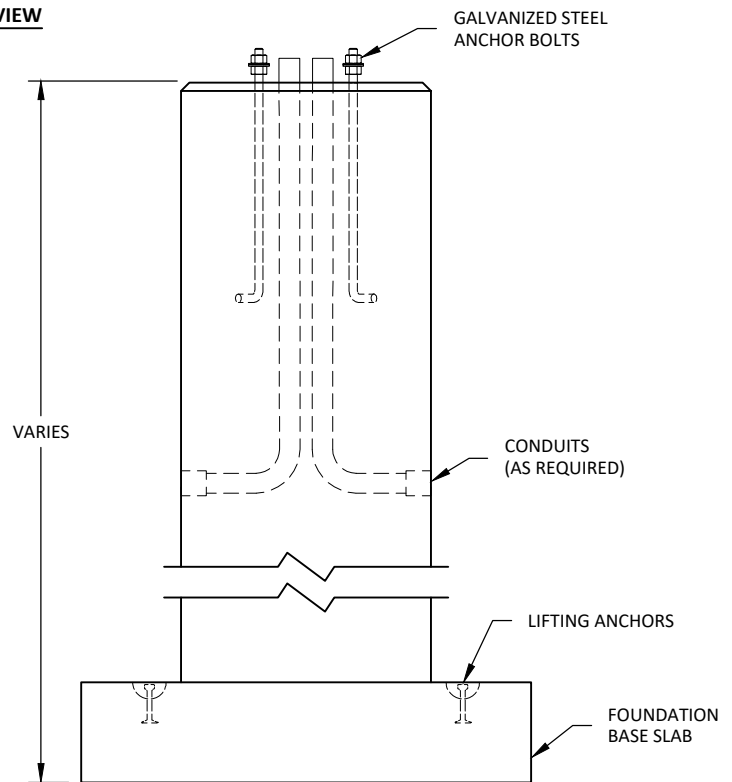 VIEW
GALVANIZED STEEL
ANCHOR BOLTS
VARIES
CONDUITS
(AS REQUIRED)
LIFTING ANCHORS
FOUNDATION
BASE SLAB